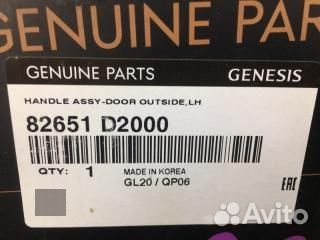 GENUINE PAR
GENUINE PARTS GENESIS
HANDLE ASSY-DOOR OUTSIDE,LH
82651 D2000
QTY: 1 MADE IN KOREA
GL20 / QP06
EAC
Avito